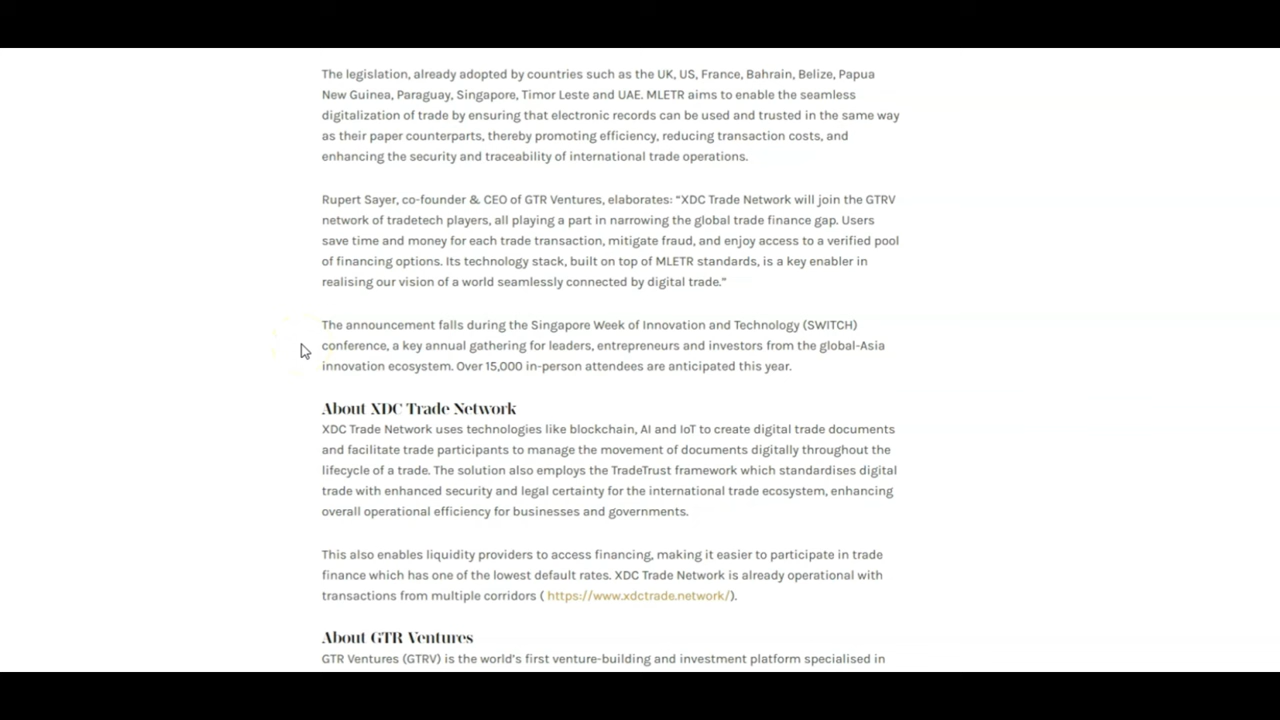 The legislation, already adopted by countries such as the UK, US, France, Bahrain, Belize, Papua
New Guinea, Paraguay, Singapore, Timor Leste and UAE. MLETR aims to enable the seamless
digitalization of trade by ensuring that electronic records can be used and trusted in the same way
as their paper counterparts, thereby promoting efficiency, reducing transaction costs, and
enhancing the security and traceability of international trade operations.
Rupert Sayer, co-founder & CEO of GTR Ventures, elaborates: “XDC Trade Network will join the GTRV
network of tradetech players, all playing a part in narrowing the global trade finance gap. Users
save time and money for each trade transaction, mitigate fraud, and enjoy access to a verified pool
of financing options. Its technology stack, built on top of MLETR standards, is a key enabler in
realising our vision of a world seamlessly connected by digital trade.”
The announcement falls during the Singapore Week of Innovation and Technology (SWITCH)
conference, a key annual gathering for leaders, entrepreneurs and investors from the global-Asia
innovation ecosystem. Over 15,000 in-person attendees are anticipated this year.
About XDC Trade Network
XDC Trade Network uses technologies like blockchain, AI and IoT to create digital trade documents
and facilitate trade participants to manage the movement of documents digitally throughout the
lifecycle of a trade. The solution also employs the TradeTrust framework which standardises digital
trade with enhanced security and legal certainty for the international trade ecosystem, enhancing
overall operational efficiency for businesses and governments.
This also enables liquidity providers to access financing, making it easier to participate in trade
finance which has one of the lowest default rates. XDC Trade Network is already operational with
transactions from multiple corridors ( https://www.xdctrade.network/).
About GTR Ventures
GTR Ventures (GTRV) is the world’s first venture-building and investment platform specialised in